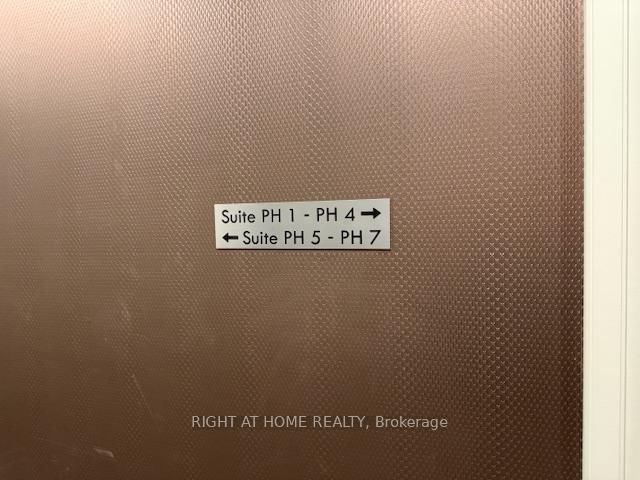 Suite PH 1 - PH 4 →
← Suite PH 5 - PH 7
RIGHT AT HOME REALTY, Brokerage